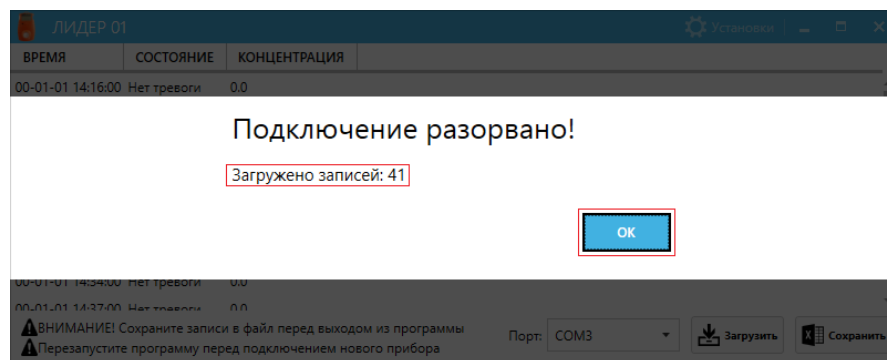 ЛИДЕР 01
Установки
ВРЕМЯ СОСТОЯНИЕ КОНЦЕНТРАЦИЯ
00-01-01 14:16:00 Нет тревоги 0.0
Подключение разорвано!
Загружено записей: 41
ОК
00-01-01 14:34:00 Нет тревоги 0.0
00-01-01 14:37:00 Нет тревоги 0.0
ВНИМАНИЕ! Сохраните записи в файл перед выходом из программы
Перезапустите программу перед подключением нового прибора
Порт: COM3
Загрузить
Сохранить